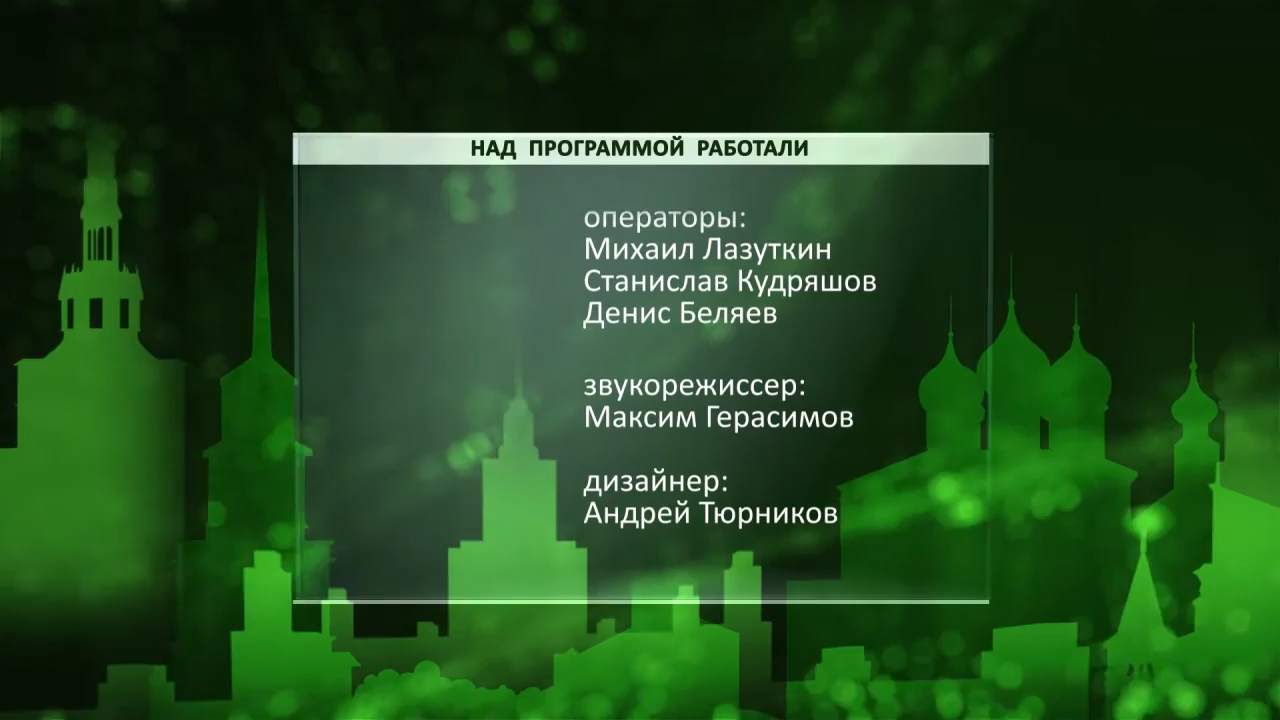 НАД ПРОГРАММОЙ РАБОТАЛИ
операторы:
Михаил Лазуткин
Станислав Кудряшов
Денис Беляев
звукорежиссер:
Максим Герасимов
дизайнер:
Андрей Тюрников